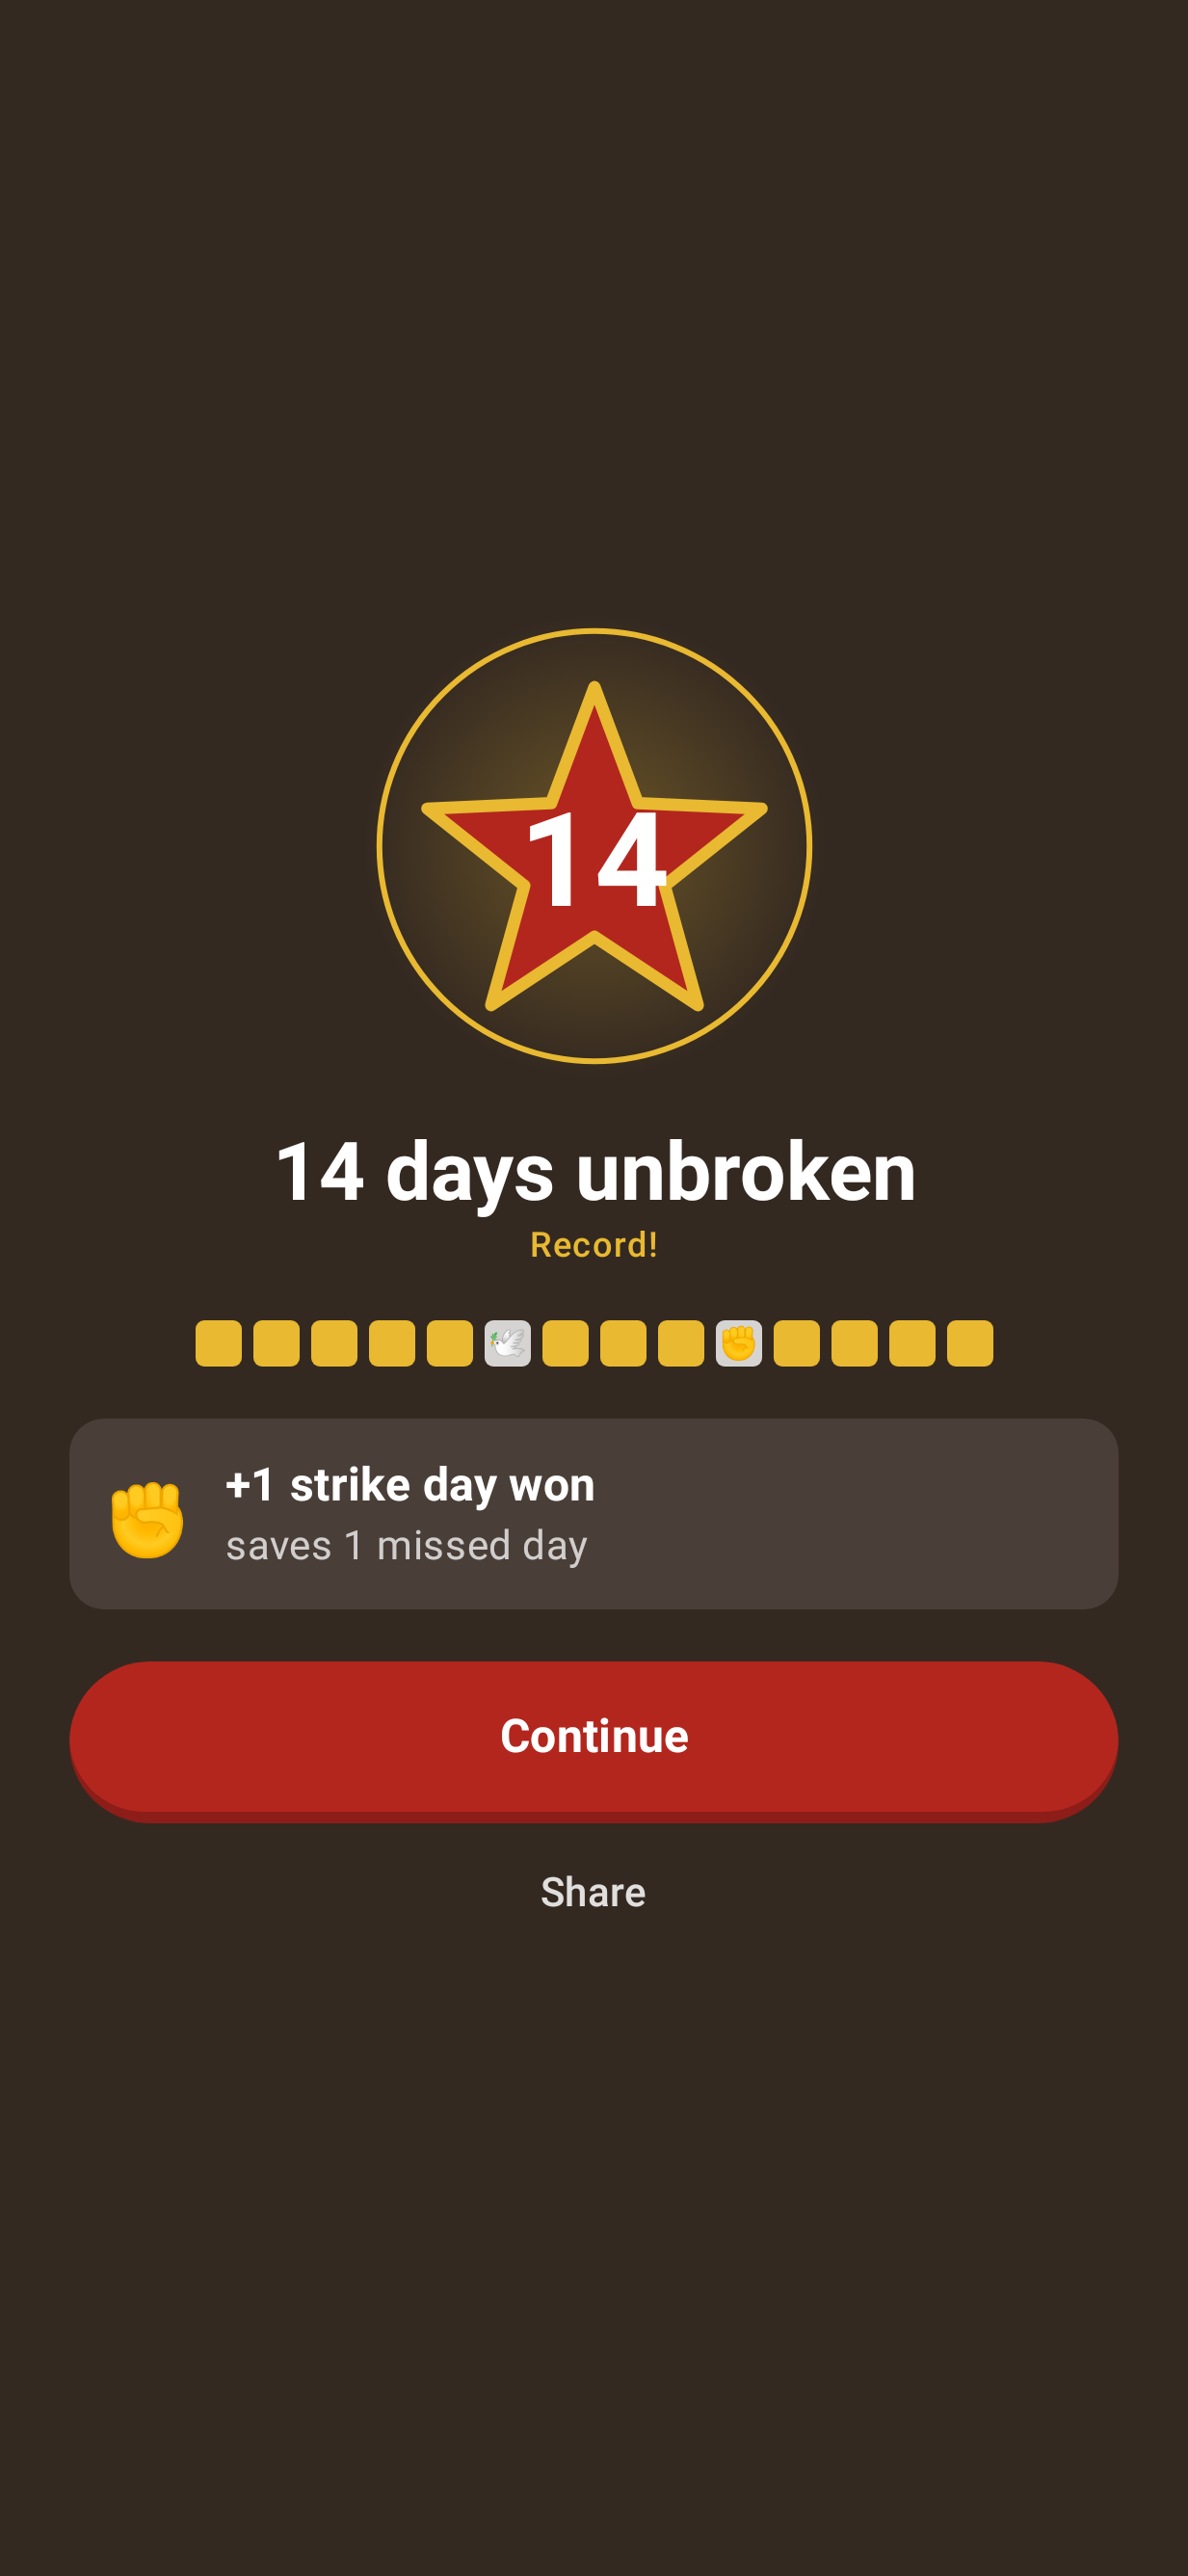 14
14 days unbroken
Record!
+1 strike day won
saves 1 missed day
Continue
Share